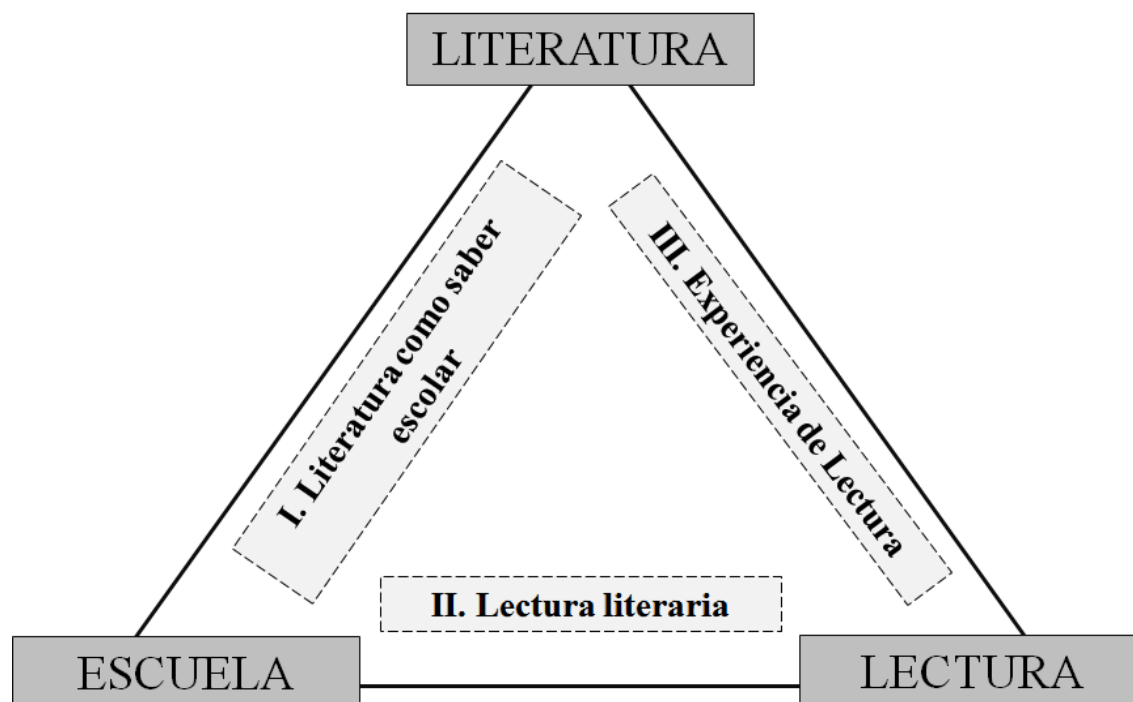 LITERATURA
I. Literatura como saber
escolar
III. Experiencia de Lectura
II. Lectura literaria
ESCUELA
LECTURA